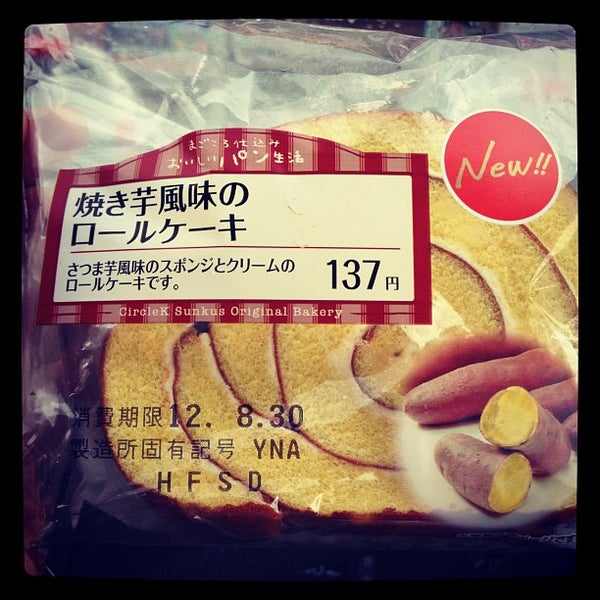 まごころ仕込み
おいしいパン生活
焼き芋風味の
ロールケーキ
さつま芋風味のスポンジとクリームの
ロールケーキです。
137円
CircleK Sunkus Original Bakery
New!!
消費期限12. 8.30
製造所固有記号 YNA
HFSD